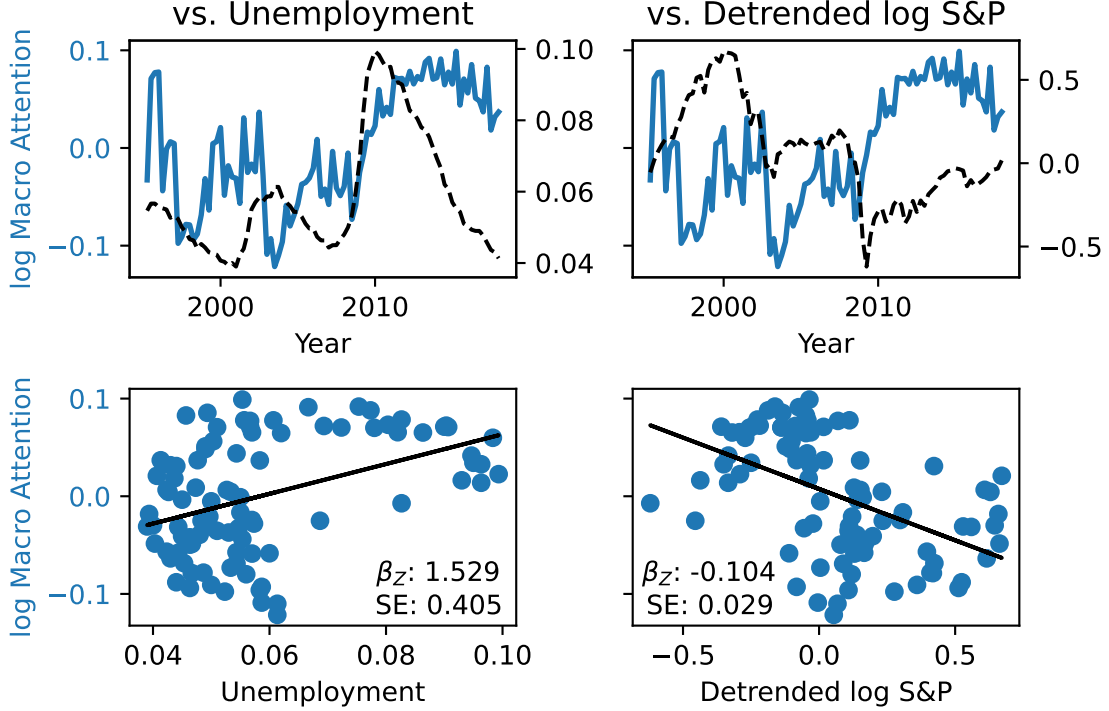 vs. Unemployment
vs. Detrended log S&P
log Macro Attention
0.1
0.0
−0.1
0.10
0.08
0.06
0.04
2000
2010
Year
0.5
0.0
−0.5
2000
2010
Year
log Macro Attention
0.1
0.0
−0.1
β_Z: 1.529
SE: 0.405
0.04
0.06
0.08
0.10
Unemployment
β_Z: -0.104
SE: 0.029
−0.5
0.0
0.5
Detrended log S&P